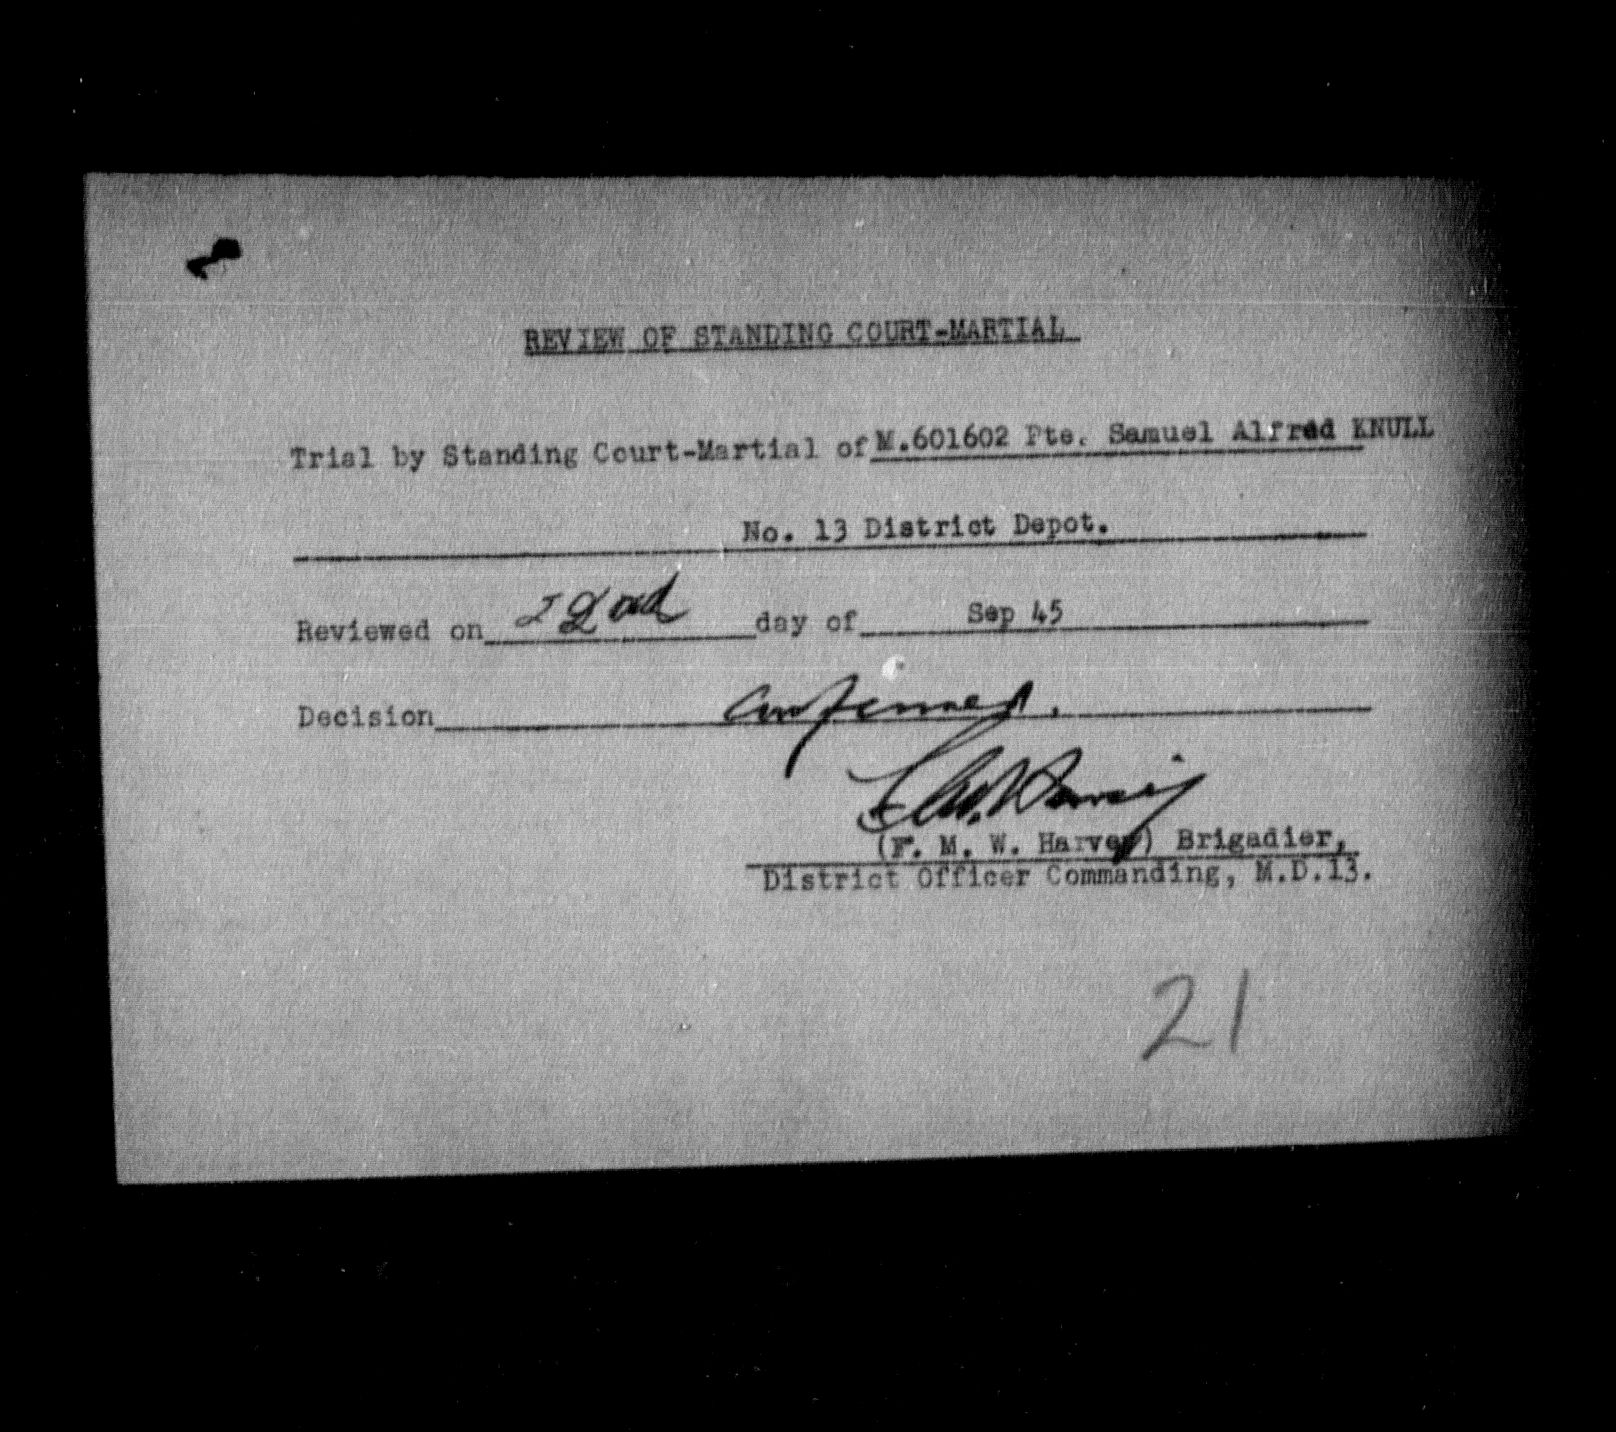 REVIEW OF STANDING COURT-MARTIAL
Trial by Standing Court-Martial of M.601602 Pte. Samuel Alfred KNULL
No. 13 District Depot.
Reviewed on 22nd day of Sep 45
Decision Confirmed.
(F. M. W. Harvey) Brigadier,
District Officer Commanding, M.D.13.
21